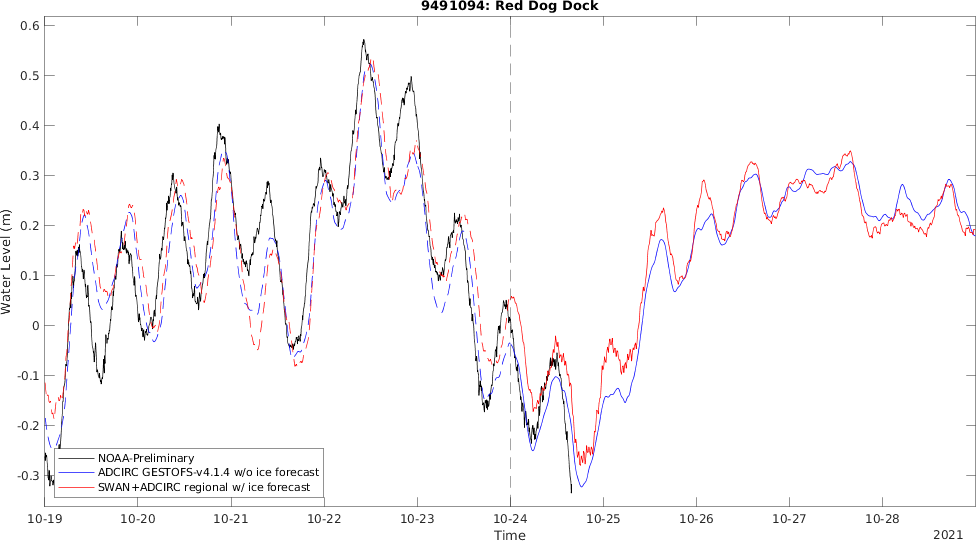 9491094: Red Dog Dock
0.6
0.5
0.4
0.3
0.2
0.1
0
-0.1
-0.2
-0.3
Water Level (m)
NOAA-Preliminary
ADCIRC GESTOFS-v4.1.4 w/o ice forecast
SWAN+ADCIRC regional w/ ice forecast
10-19 10-20 10-21 10-22 10-23 10-24 10-25 10-26 10-27 10-28
Time
2021